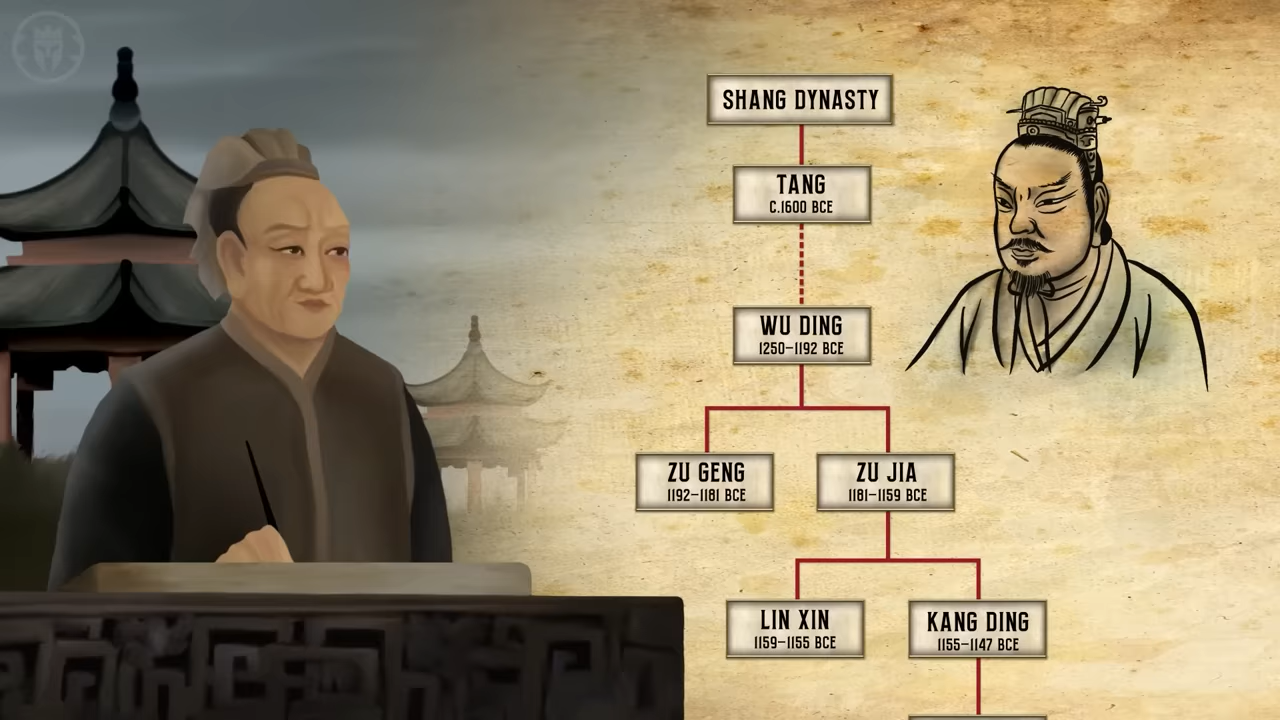 SHANG DYNASTY
TANG
C.1600 BCE
WU DING
1250–1192 BCE
ZU GENG
1192–1181 BCE
ZU JIA
1181–1159 BCE
LIN XIN
1159–1155 BCE
KANG DING
1155–1147 BCE